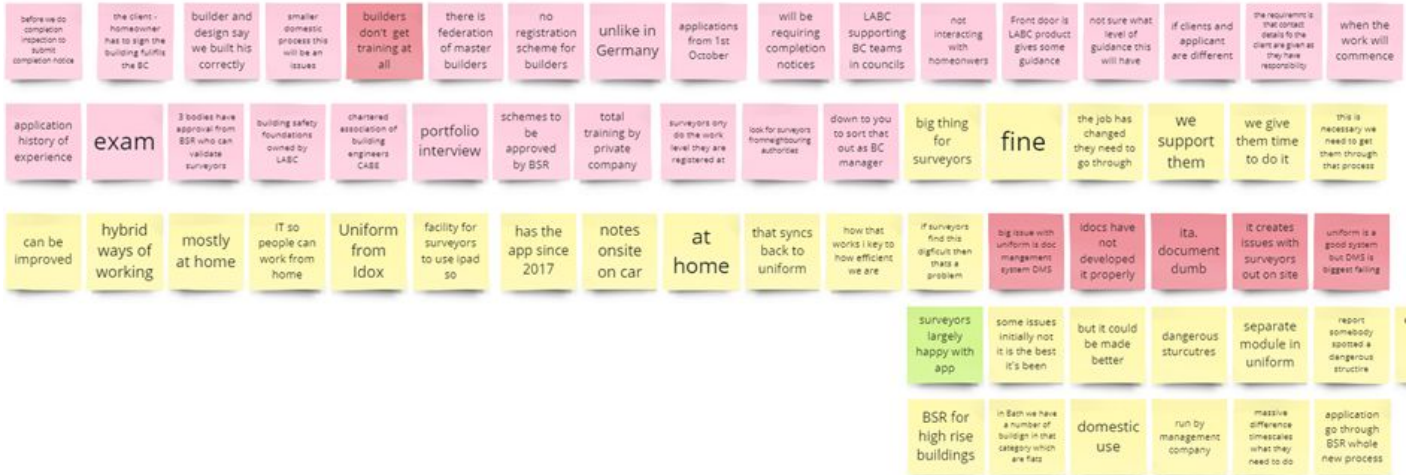 before we do
completion
inspection to
submit
completion notice
the client -
homeowner
has to sign the
building fulifils
the BC
builder and
design say
we built his
correctly
smaller
domestic
process this
will be an
issues
builders
don't get
training at
all
there is
federation
of master
builders
no
registration
scheme for
builders
unlike in
Germany
applications
from 1st
October
will be
requiring
completion
notices
LABC
supporting
BC teams
in councils
not
interacting
with
homeonwers
Front door is
LABC product
gives some
guidance
not sure what
level of
guidance this
will have
if clients and
applicant
are different
the requiremnt is
that contact
details fo the
client are given as
they have
responsibility
when the
work will
commence
application
history of
experience
exam
3 bodies have
approval from
BSR who can
validate
surveyors
building safety
foundations
owned by
LABC
chartered
association of
building
engineers
CABE
portfolio
interview
schemes to
be
approved
by BSR
total
training by
private
company
surveyors ony
do the work
level they are
registered at
look for surveyors
fromneighbouring
authorities
down to you
to sort that
out as BC
manager
big thing
for
surveyors
fine
the job has
changed
they need to
go through
we
support
them
we give
them time
to do it
this is
necessary we
need to get
them through
that process
can be
improved
hybrid
ways of
working
mostly
at home
IT so
people can
work from
home
Uniform
from
Idox
facility for
surveyors
to use ipad
so
has the
app since
2017
notes
onsite
on car
at
home
that syncs
back to
uniform
how that
works i key to
how efficient
we are
if surveyors
find this
digficult then
thats a
problem
big issue with
uniform is doc
mangement
system DMS
idocs have
not
developed
it properly
ita.
document
dumb
it creates
issues with
surveyors
out on site
uniform is a
good system
but DMS is
biggest failing
surveyors
largely
happy with
app
some issues
initially not
it is the best
it's been
but it could
be made
better
dangerous
sturcutres
separate
module in
uniform
report
somebody
spotted a
dangerous
structire
BSR for
high rise
buildings
in Bath we have
a number of
buildign in that
category which
are flats
domestic
use
run by
management
company
massive
difference
timescales
what they
need to do
application
go through
BSR whole
new process